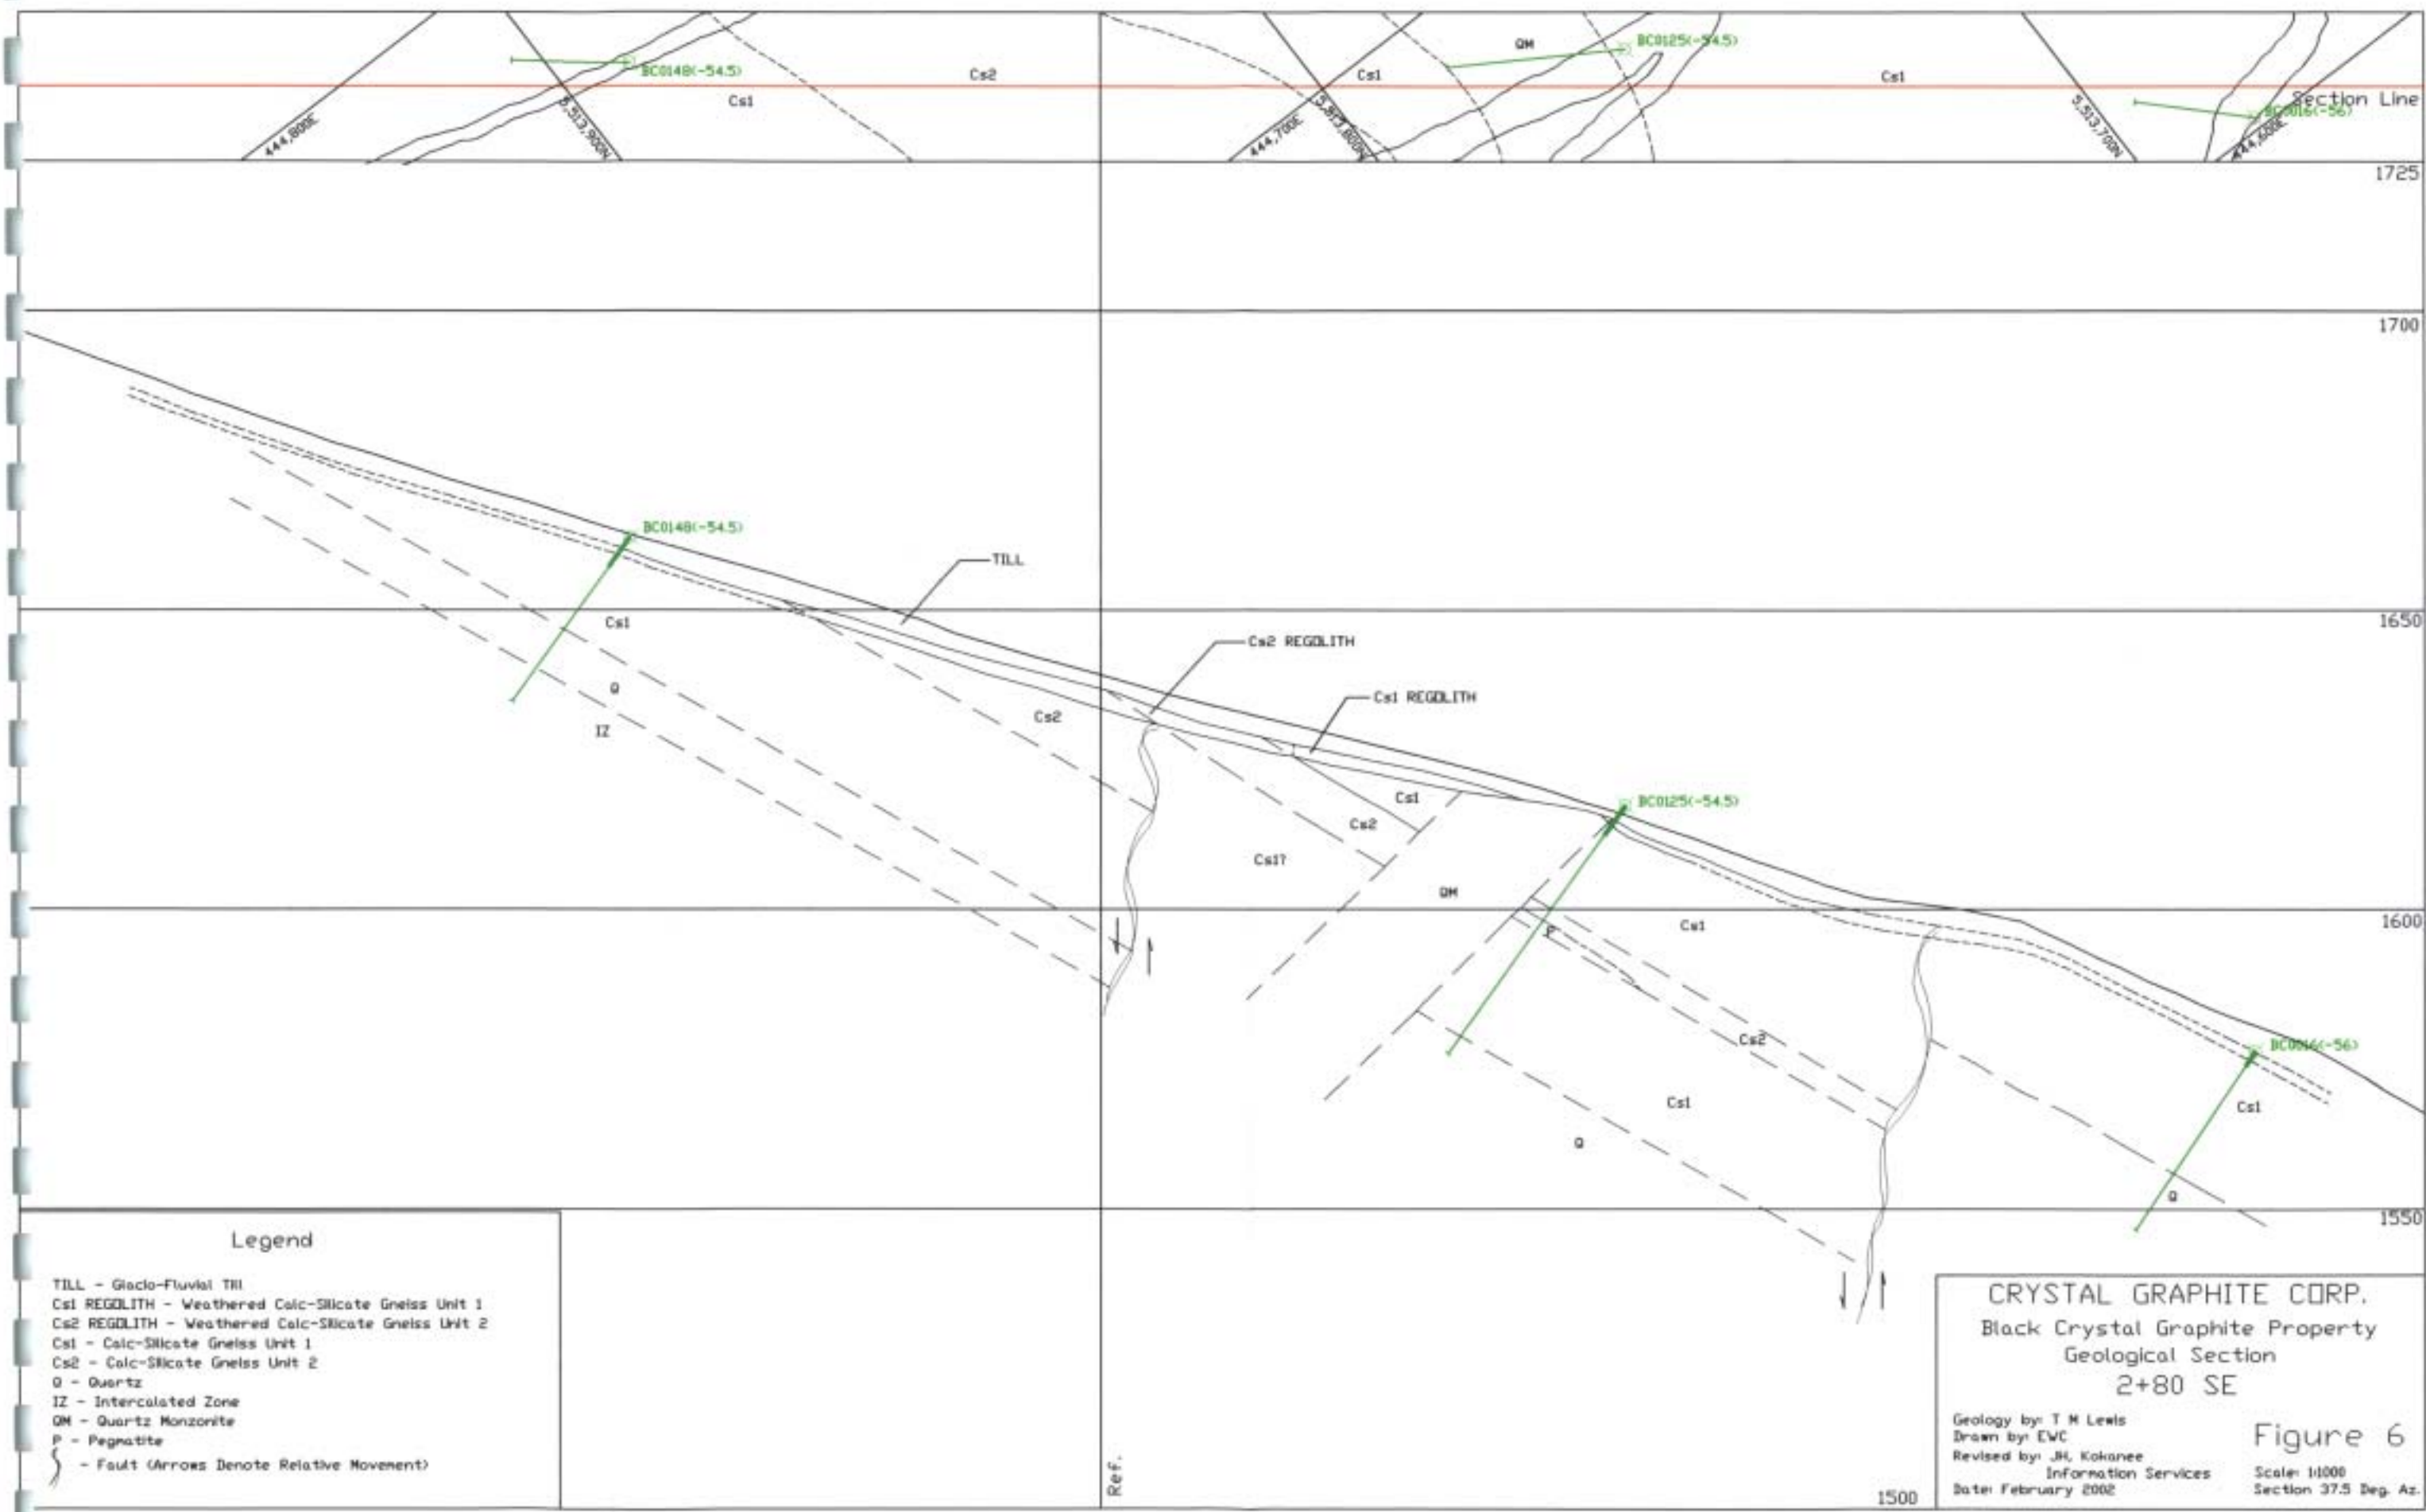 BC0148(-54.5)
Cs2
Cs1
QM
BC0125(-54.5)
Cs1
Cs1
Section Line
BC0016(-56)
444,800E
5,513,900N
444,700E
5,513,800N
5,513,700N
444,600E
1725
1700
BC0148(-54.5)
TILL
1650
Cs1
Cs2 REGOLITH
Q
Cs1 REGOLITH
Cs2
IZ
Cs1
BC0125(-54.5)
Cs2
Cs1?
QM
1600
Cs1
P
Cs2
BC0016(-56)
Cs1
Cs1
Q
Q
1550
Legend
TILL - Glacio-Fluvial Till
Cs1 REGOLITH - Weathered Calc-Silicate Gneiss Unit 1
Cs2 REGOLITH - Weathered Calc-Silicate Gneiss Unit 2
Cs1 - Calc-Silicate Gneiss Unit 1
Cs2 - Calc-Silicate Gneiss Unit 2
Q - Quartz
IZ - Intercalated Zone
QM - Quartz Monzonite
P - Pegmatite
- Fault (Arrows Denote Relative Movement)
Ref.
1500
CRYSTAL GRAPHITE CORP.
Black Crystal Graphite Property
Geological Section
2+80 SE
Geology by: T M Lewis
Drawn by: EWC
Revised by: JH, Kokanee
Information Services
Date: February 2002
Figure 6
Scale: 1:1000
Section 37.5 Deg. Az.